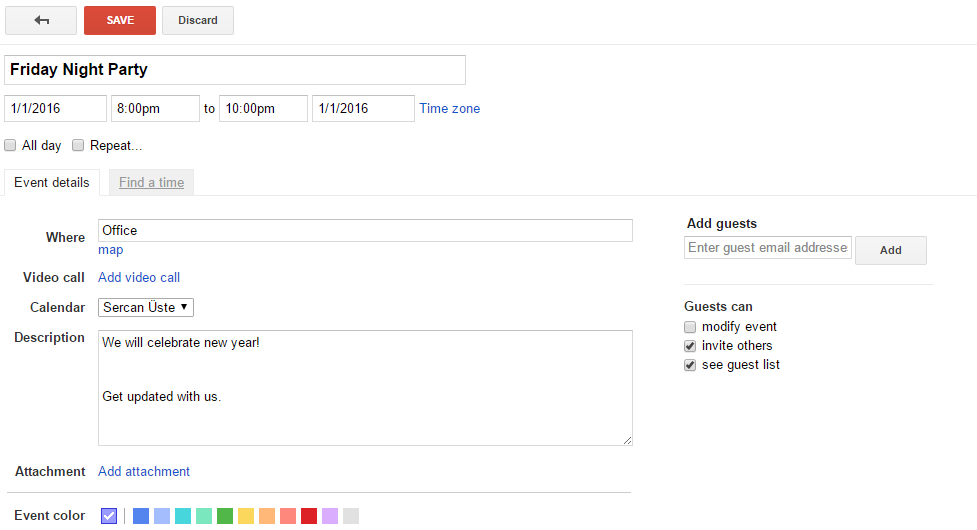 SAVE Discard
Friday Night Party
1/1/2016 8:00pm to 10:00pm 1/1/2016 Time zone
All day Repeat...
Event details Find a time
Where Office
map
Video call Add video call
Calendar Sercan Üste
Description We will celebrate new year!
Get updated with us.
Attachment Add attachment
Event color
Add guests
Enter guest email addresse Add
Guests can
modify event
invite others
see guest list